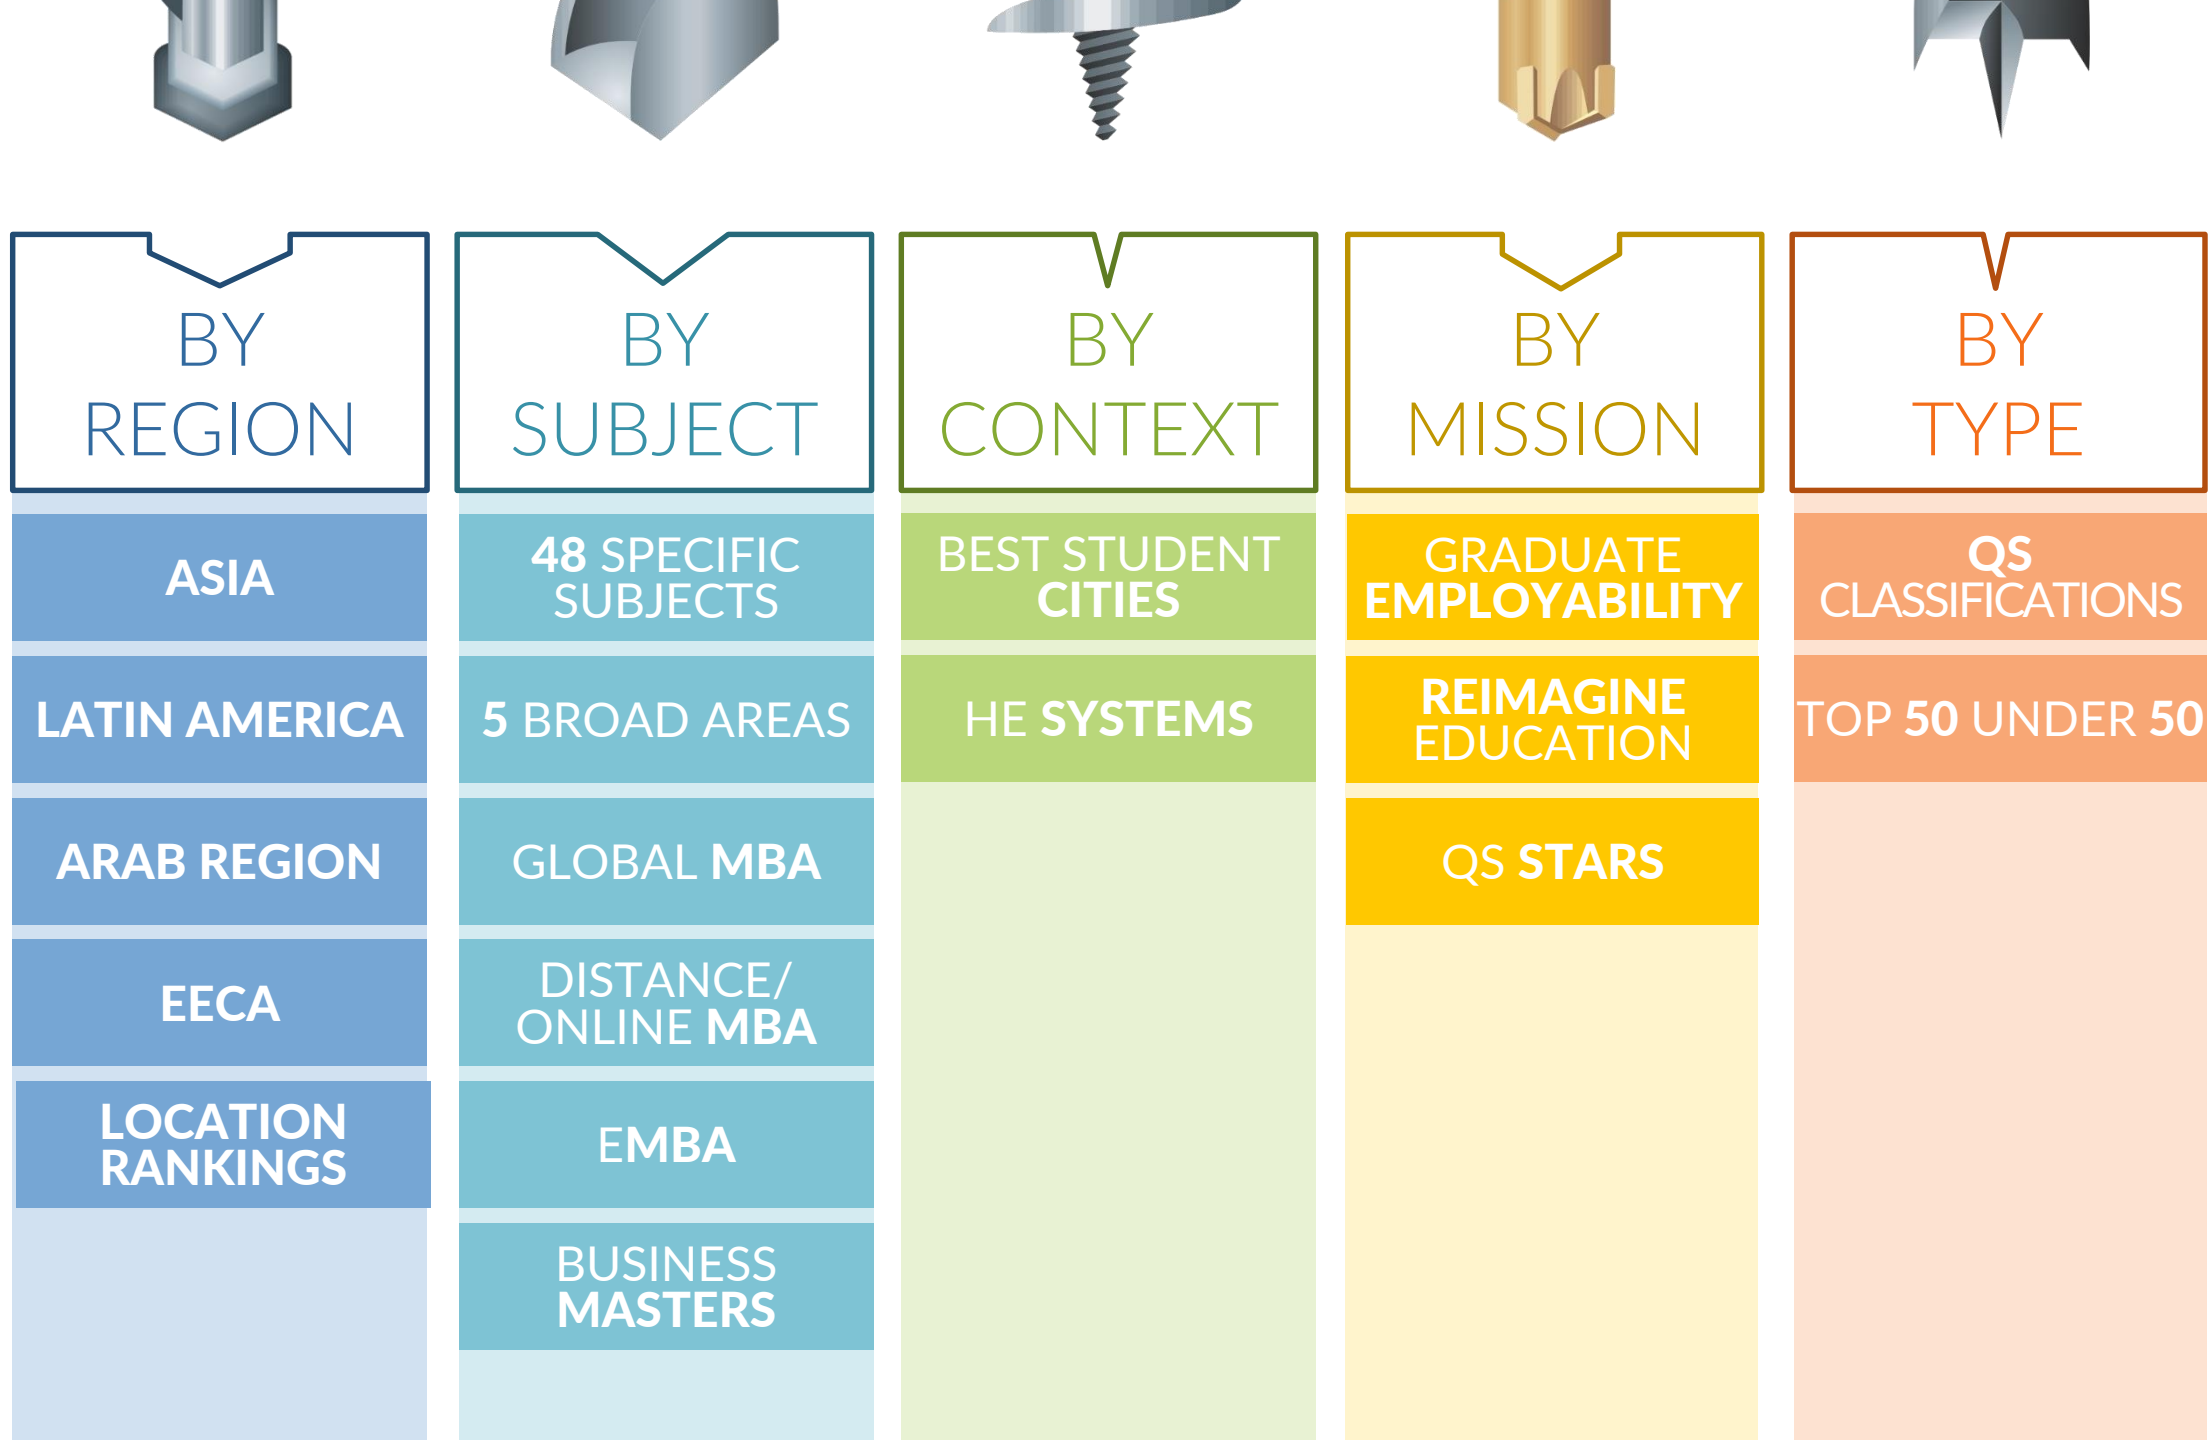 BY
REGION
ASIA
LATIN AMERICA
ARAB REGION
EECA
LOCATION
RANKINGS
BY
SUBJECT
48 SPECIFIC
SUBJECTS
5 BROAD AREAS
GLOBAL MBA
DISTANCE/
ONLINE MBA
EMBA
BUSINESS
MASTERS
BY
CONTEXT
BEST STUDENT
CITIES
HE SYSTEMS
BY
MISSION
GRADUATE
EMPLOYABILITY
REIMAGINE
EDUCATION
QS STARS
BY
TYPE
QS
CLASSIFICATIONS
TOP 50 UNDER 50